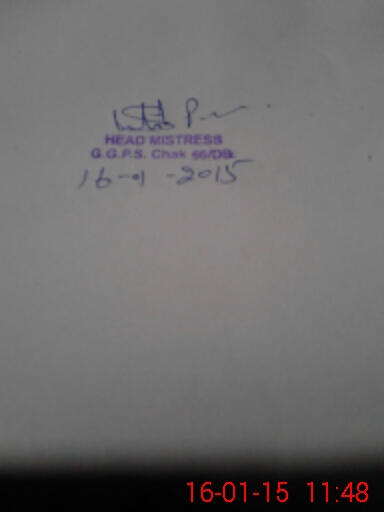 HEAD MISTRESS
G.G.P.S. Chak 66/DB
16-01-2015
16-01-15 11:48